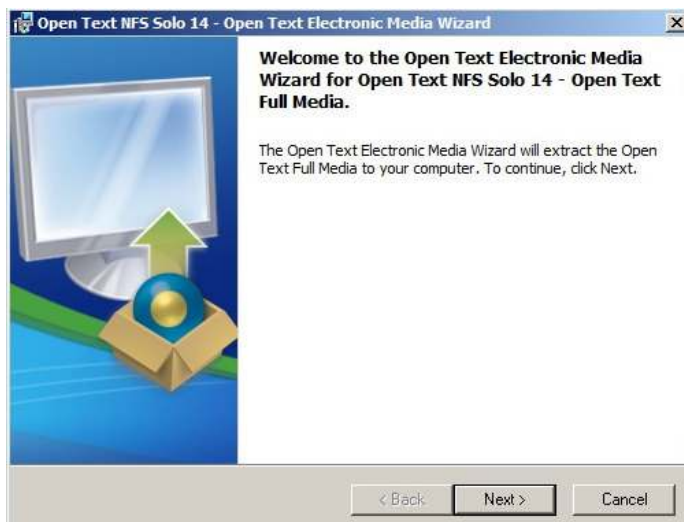 Open Text NFS Solo 14 - Open Text Electronic Media Wizard
Welcome to the Open Text Electronic Media
Wizard for Open Text NFS Solo 14 - Open Text
Full Media.
The Open Text Electronic Media Wizard will extract the Open
Text Full Media to your computer. To continue, click Next.
< Back
Next >
Cancel